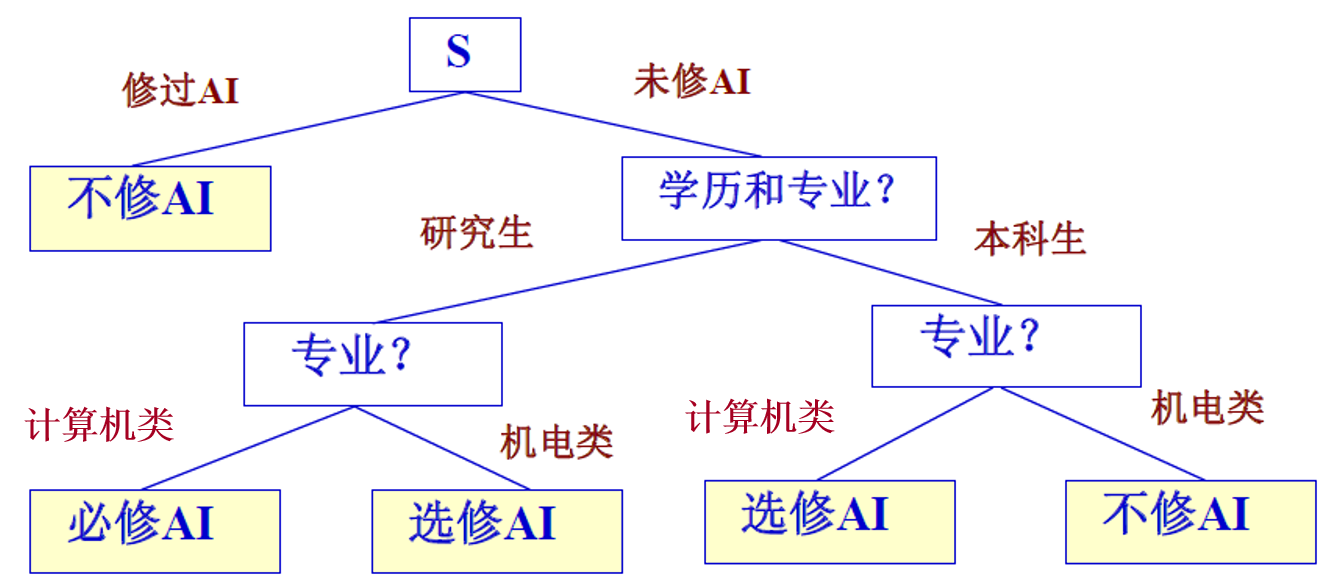 S
修过AI
未修AI
不修AI
学历和专业？
研究生
本科生
专业？
专业？
计算机类
机电类
计算机类
机电类
必修AI
选修AI
选修AI
不修AI